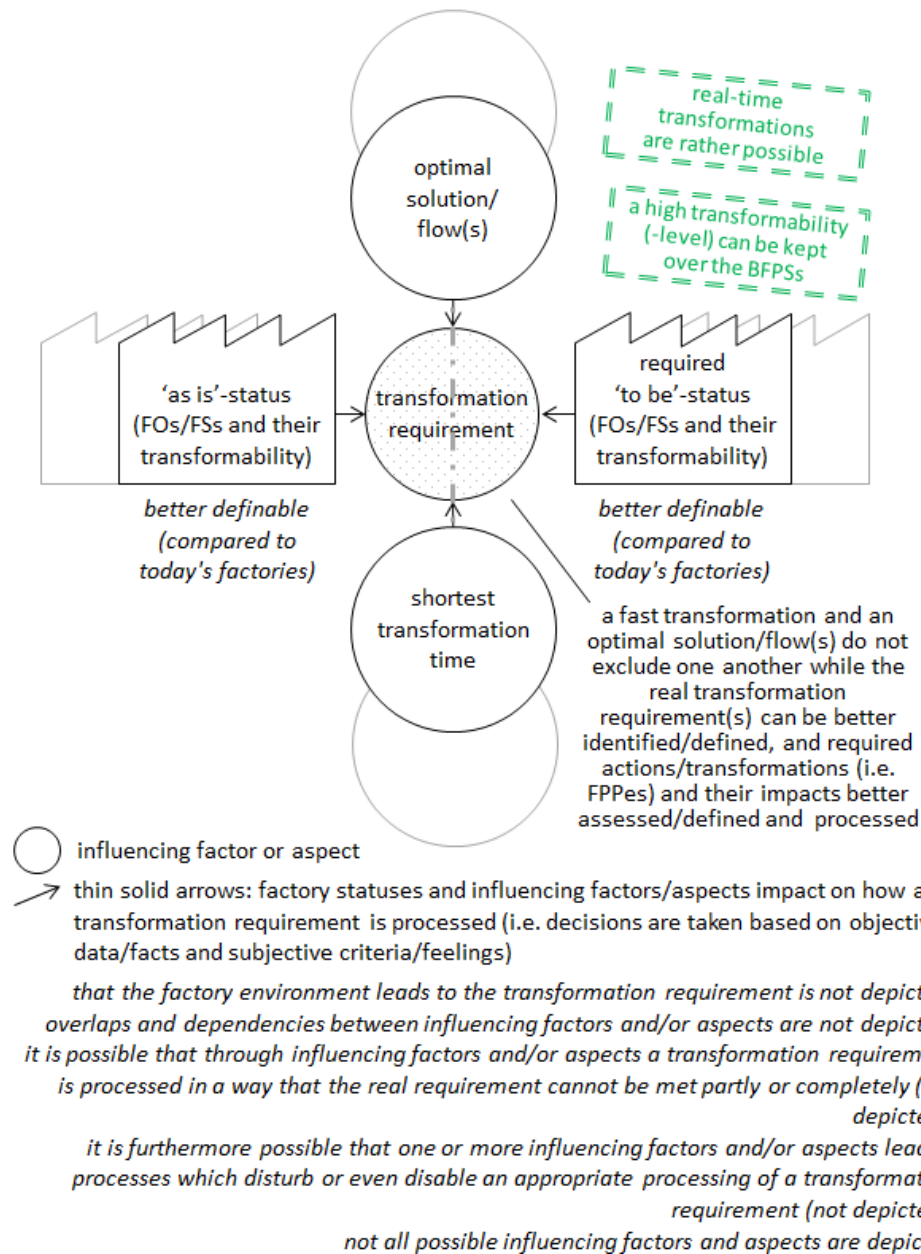 optimal
solution/
flow(s)
real-time
transformations
are rather possible
a high transformability
(-level) can be kept
over the BFPSs
'as is'-status
(FOs/FSs and their
transformability)
transformation
requirement
required
'to be'-status
(FOs/FSs and their
transformability)
better definable
(compared to
today's factories)
better definable
(compared to
today's factories)
shortest
transformation
time
a fast transformation and an
optimal solution/flow(s) do not
exclude one another while the
real transformation
requirement(s) can be better
identified/defined, and required
actions/transformations (i.e.
FPPes) and their impacts better
assessed/defined and processed
influencing factor or aspect
thin solid arrows: factory statuses and influencing factors/aspects impact on how a
transformation requirement is processed (i.e. decisions are taken based on objectiv
data/facts and subjective criteria/feelings)
that the factory environment leads to the transformation requirement is not depict
overlaps and dependencies between influencing factors and/or aspects are not depict
it is possible that through influencing factors and/or aspects a transformation requirem
is processed in a way that the real requirement cannot be met partly or completely (
depicte
it is furthermore possible that one or more influencing factors and/or aspects lead
processes which disturb or even disable an appropriate processing of a transformat
requirement (not depicte
not all possible influencing factors and aspects are depic